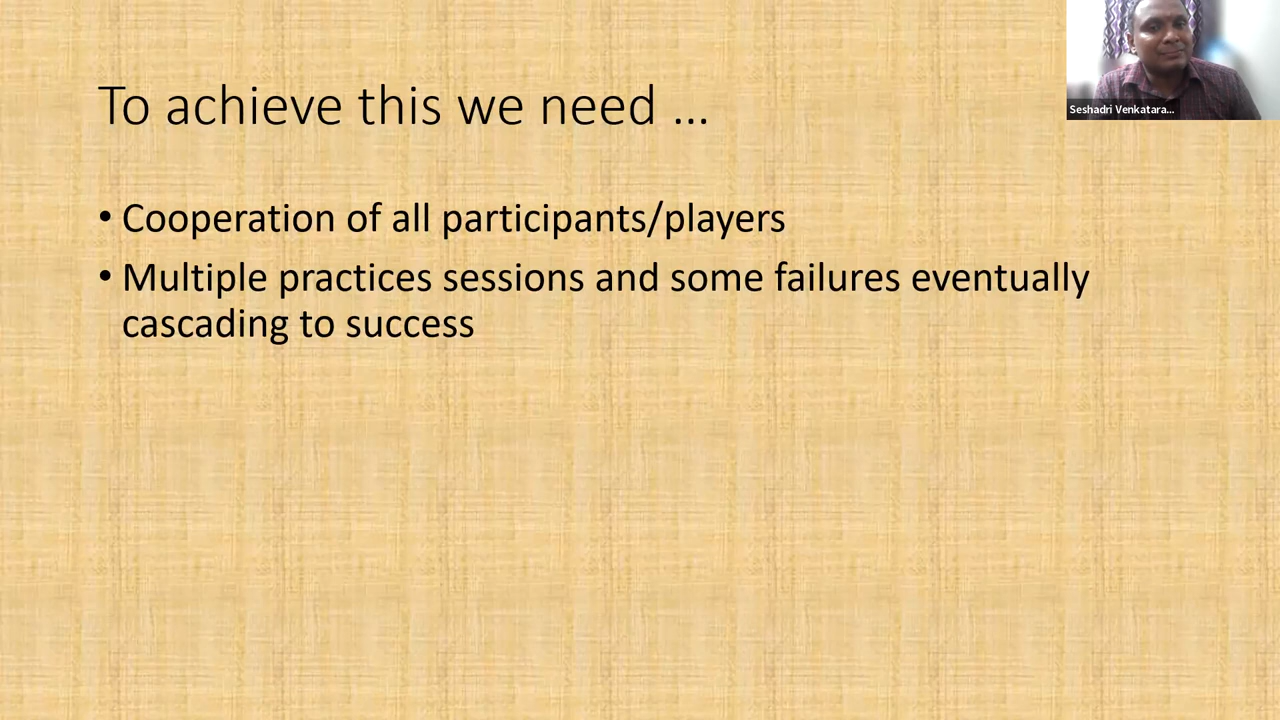 To achieve this we need …
• Cooperation of all participants/players
• Multiple practices sessions and some failures eventually
cascading to success
Seshadri Venkatara...